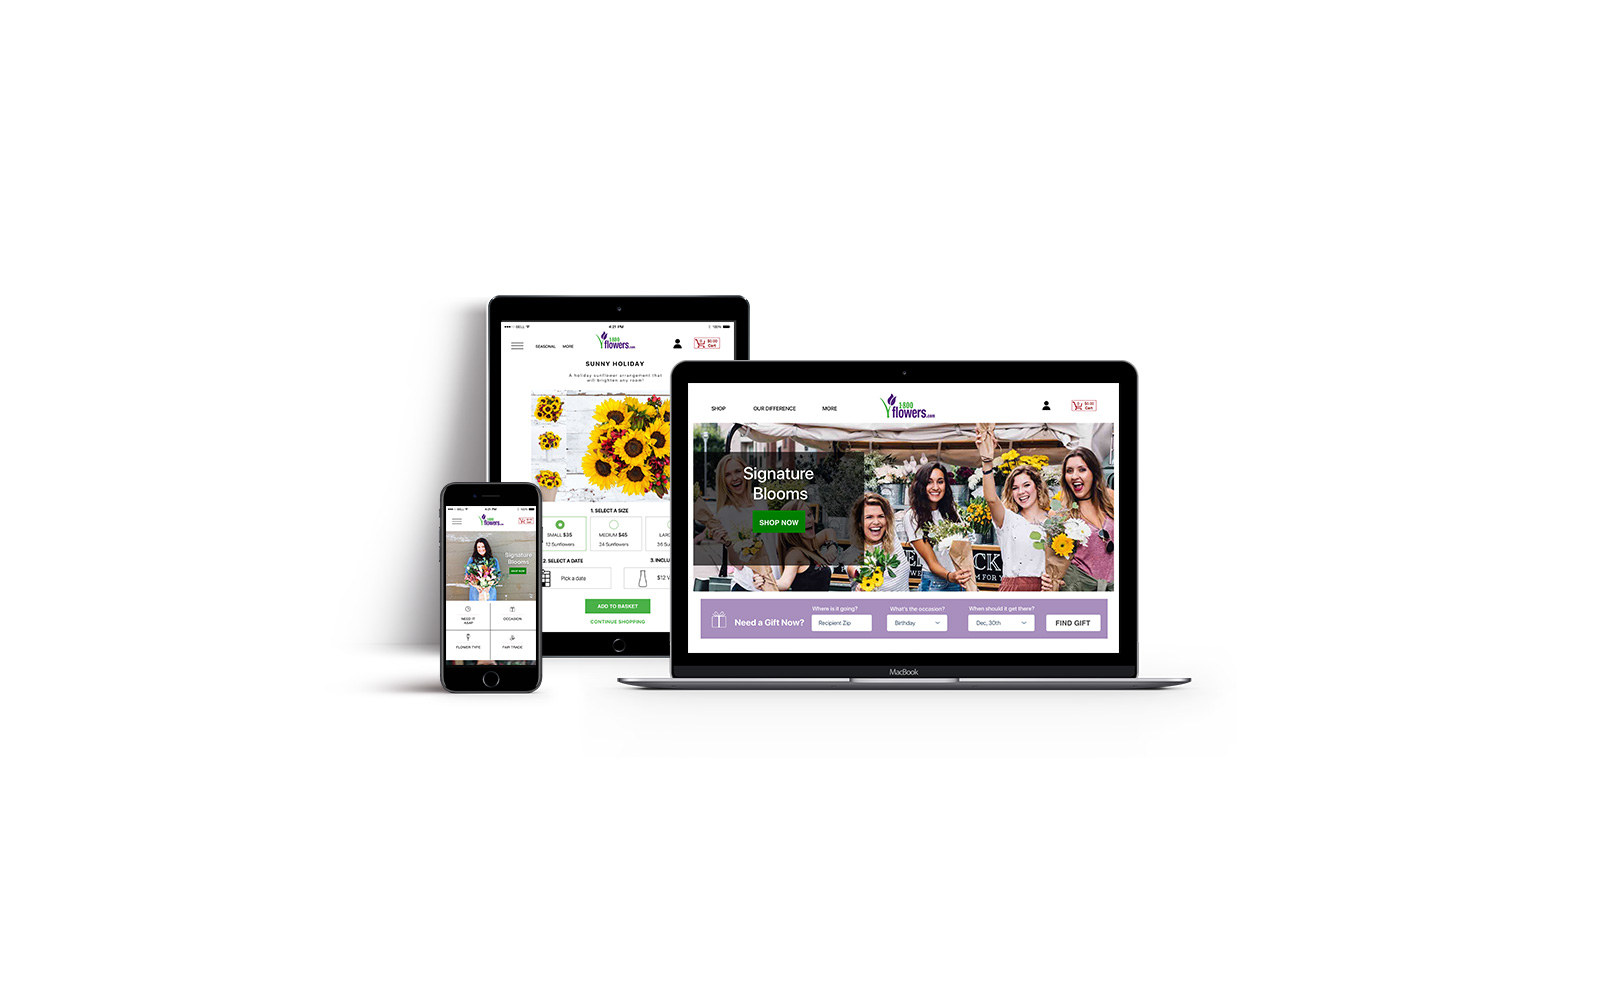 BELL
4:21 PM
100%
SEASONAL
MORE
1·800
flowers.com
$0.00
Cart
SUNNY HOLIDAY
A holiday sunflower arrangement that
will brighten any room!
1. SELECT A SIZE
SMALL $35
12 Sunflowers
MEDIUM $45
24 Sunflowers
LARG
36 Su
2. SELECT A DATE
Pick a date
3. INCLU
$12 V
ADD TO BASKET
CONTINUE SHOPPING
BELL
4:21 PM
100%
1·800
flowers.com
Signature
Blooms
SHOP NOW
NEED IT
ASAP
OCCASION
FLOWER TYPE
FAIR TRADE
SHOP
OUR DIFFERENCE
MORE
1·800
flowers.com
$0.00
Cart
Signature
Blooms
SHOP NOW
CK
Need a Gift Now?
Where is it going?
Recipient Zip
What's the occasion?
Birthday
When should it get there?
Dec, 30th
FIND GIFT
MacBook